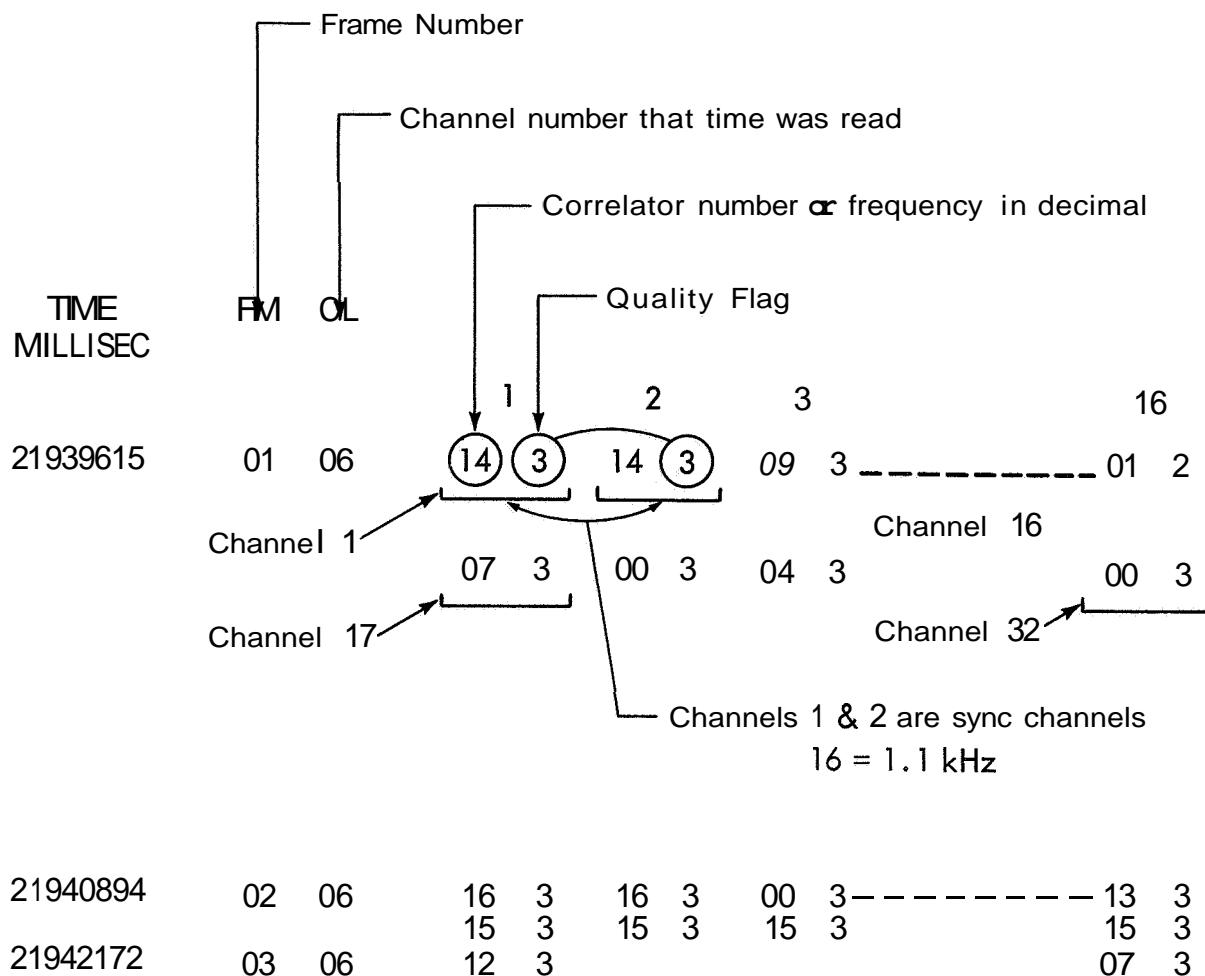 Frame Number
Channel number that time was read
Correlator number or frequency in decimal
Quality Flag
TIME FM CL
MILLISEC
1 2 3 16
21939615 01 06 14 3 14 3 09 3 01 2
Channel 1 Channel 16
07 3 00 3 04 3 00 3
Channel 17 Channel 32
Channels 1 & 2 are sync channels
16 = 1.1 kHz
21940894 02 06 16 3 16 3 00 3 13 3
15 3 15 3 15 3 15 3
21942172 03 06 12 3 07 3